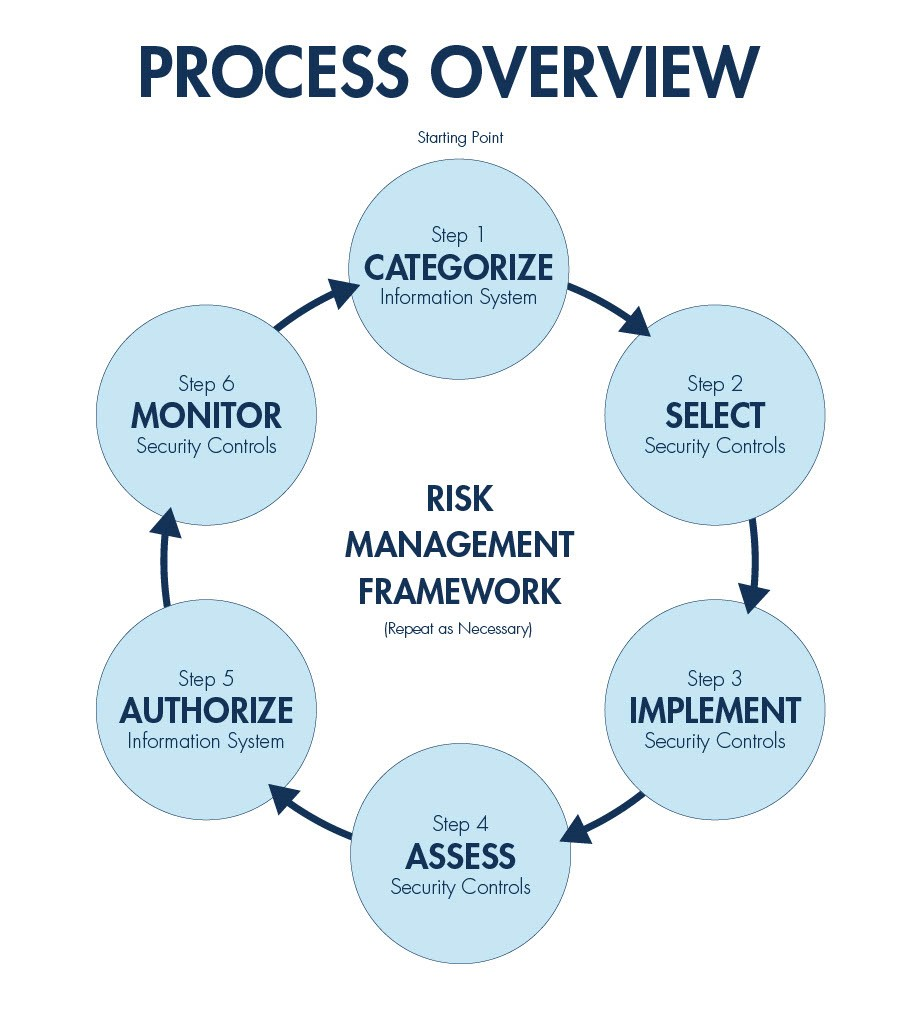 PROCESS OVERVIEW
Starting Point
Step 1
CATEGORIZE
Information System
Step 2
SELECT
Security Controls
Step 3
IMPLEMENT
Security Controls
Step 4
ASSESS
Security Controls
Step 5
AUTHORIZE
Information System
Step 6
MONITOR
Security Controls
RISK
MANAGEMENT
FRAMEWORK
(Repeat as Necessary)